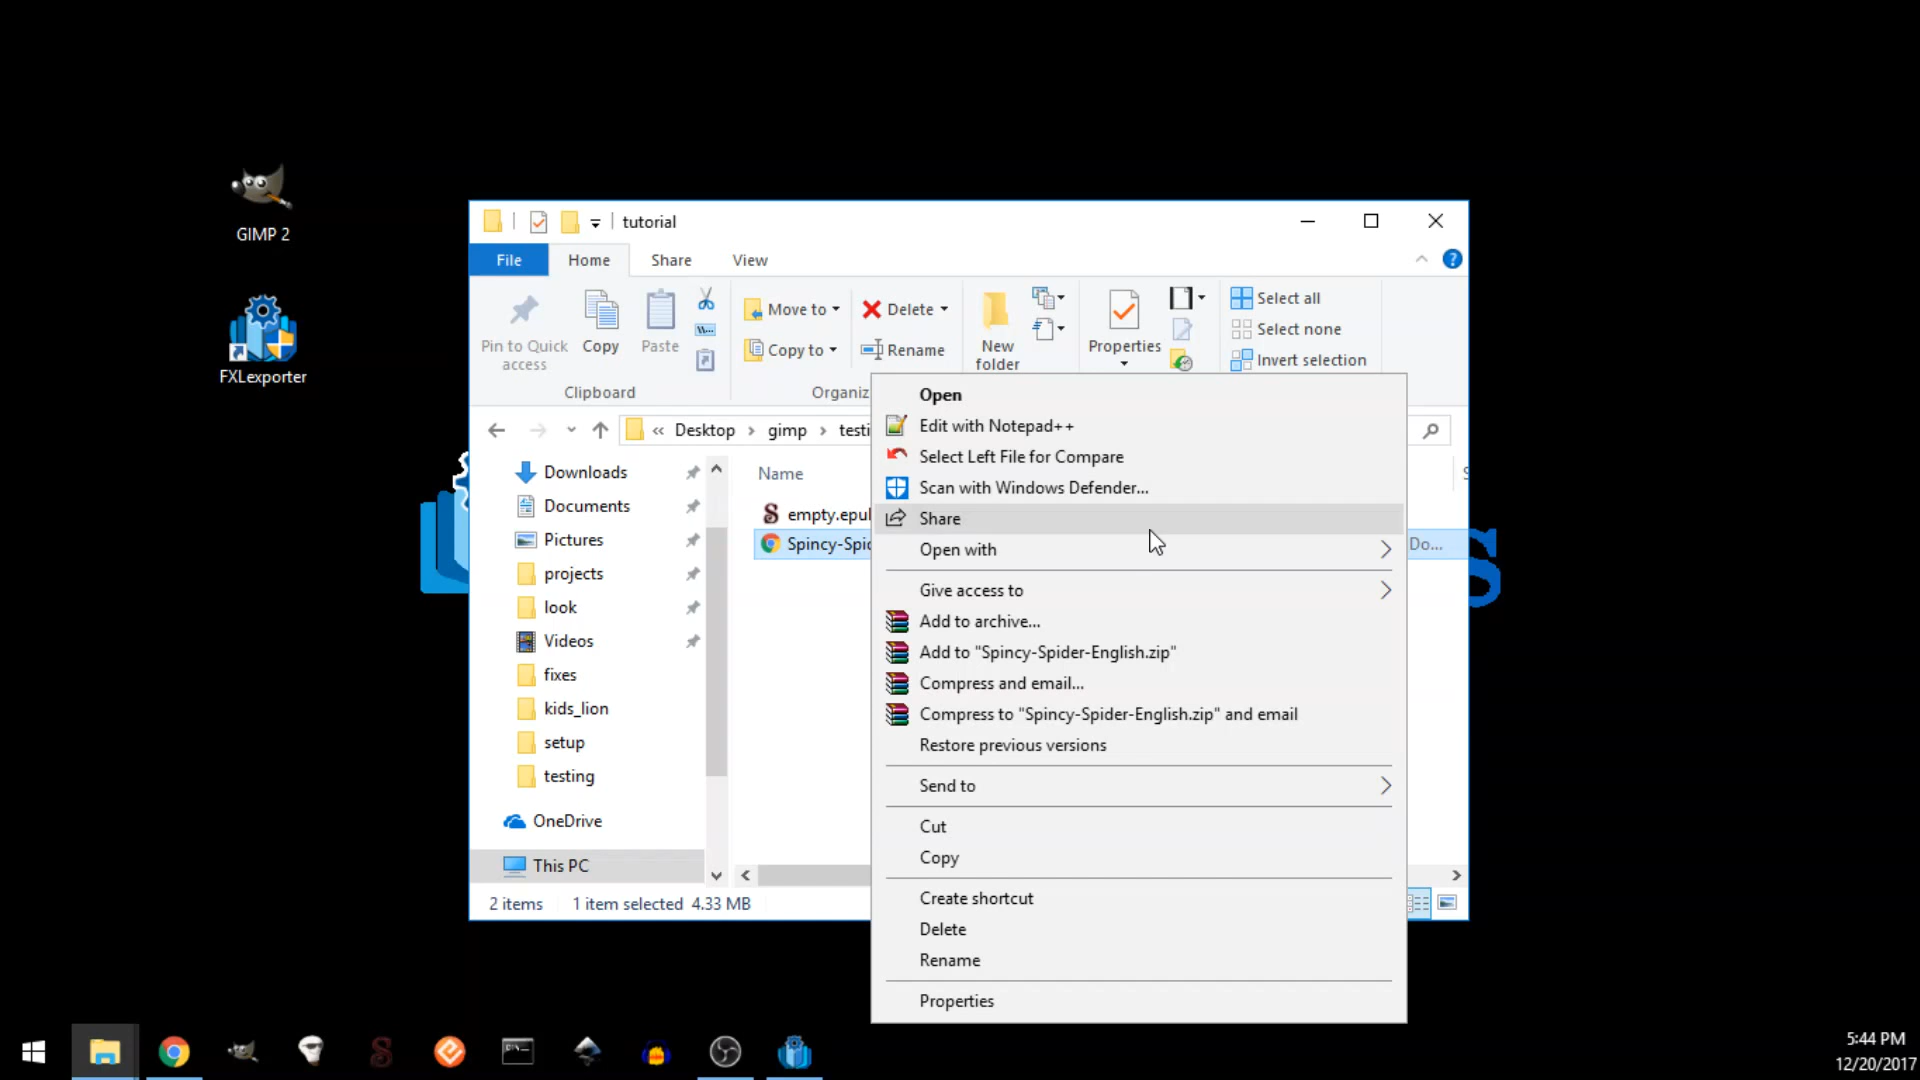 GIMP 2
FXLexporter
tutorial
File
Home
Share
View
Pin to Quick
access
Copy
Paste
Clipboard
Move to
Copy to
Delete
Rename
Organiz
New
folder
Properties
Select all
Select none
Invert selection
Desktop
gimp
testi
Downloads
Documents
Pictures
projects
look
Videos
fixes
kids_lion
setup
testing
OneDrive
This PC
Name
empty.epu
Spincy-Spi
Do...
2 items
1 item selected 4.33 MB
Open
Edit with Notepad++
Select Left File for Compare
Scan with Windows Defender...
Share
Open with
Give access to
Add to archive...
Add to "Spincy-Spider-English.zip"
Compress and email...
Compress to "Spincy-Spider-English.zip" and email
Restore previous versions
Send to
Cut
Copy
Create shortcut
Delete
Rename
Properties
5:44 PM
12/20/2017